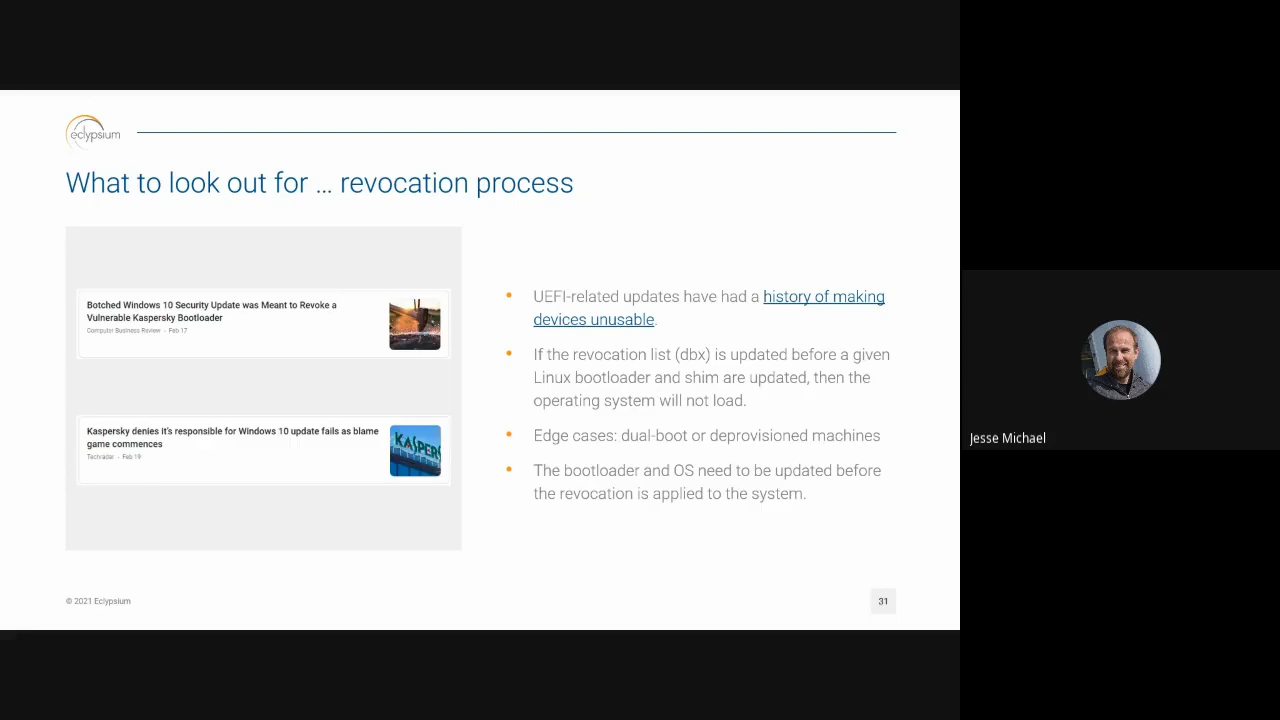 eclypsium
What to look out for … revocation process
Botched Windows 10 Security Update was Meant to Revoke a
Vulnerable Kaspersky Bootloader
Computer Business Review - Feb 17
Kaspersky denies it's responsible for Windows 10 update fails as blame
game commences
Techradar - Feb 19
KASPERS
• UEFI-related updates have had a history of making
devices unusable.
• If the revocation list (dbx) is updated before a given
Linux bootloader and shim are updated, then the
operating system will not load.
• Edge cases: dual-boot or deprovisioned machines
• The bootloader and OS need to be updated before
the revocation is applied to the system.
© 2021 Eclypsium
31
Jesse Michael